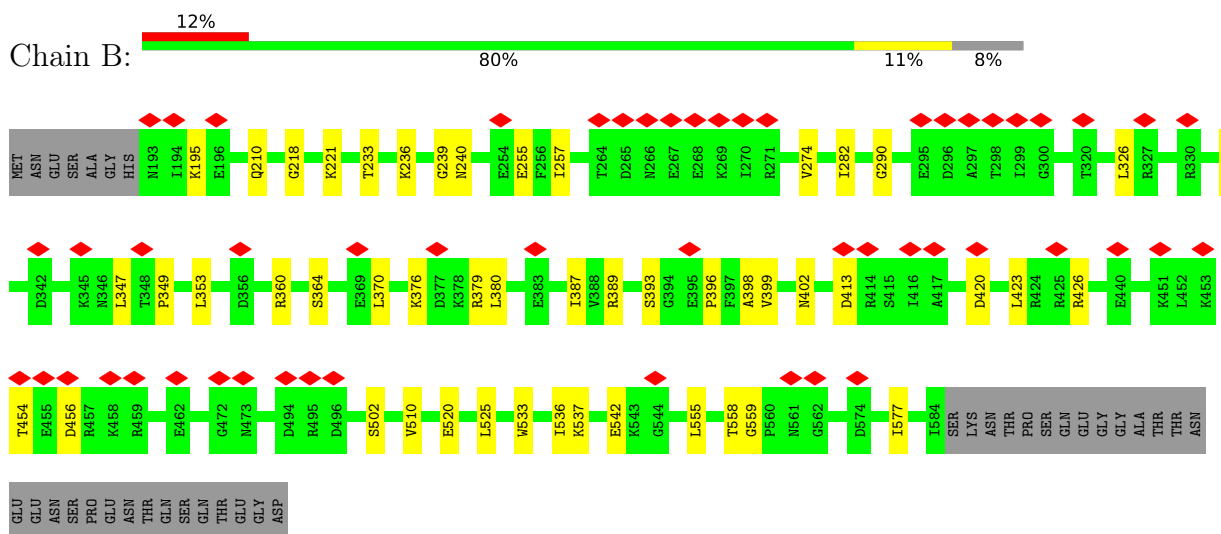 12%
Chain B:
80% 11% 8%
MET ASN GLU SER ALA GLY HIS N193 I194 K195 E196 Q210 G218 K221 T233 K236 G239 N240 E254 E255 F256 I257 T264 D265 N266 E267 E268 K269 I270 R271 V274 I282 G290 E295 D296 A297 T298 I299 G300 T320 L326 R327 R330
D342 K345 N346 L347 T348 P349 L353 D356 R360 S364 E369 L370 K376 D377 K378 R379 L380 E383 I387 V388 R389 S393 G394 E395 P396 F397 A398 V399 N402 D413 R414 S415 I416 A417 D420 L423 R424 R425 R426 E440 K451 L452 K453
T454 E455 D456 R457 K458 R459 E462 G472 N473 D494 R495 D496 S502 V510 E520 L525 W533 I536 K537 E542 K543 G544 L555 T558 G559 P560 N561 G562 D574 I577 I584 SER LYS ASN THR PRO SER GLN GLU GLY GLY ALA THR THR ASN
GLU GLU ASN SER PRO GLU ASN THR GLN SER GLN THR GLU GLY ASP